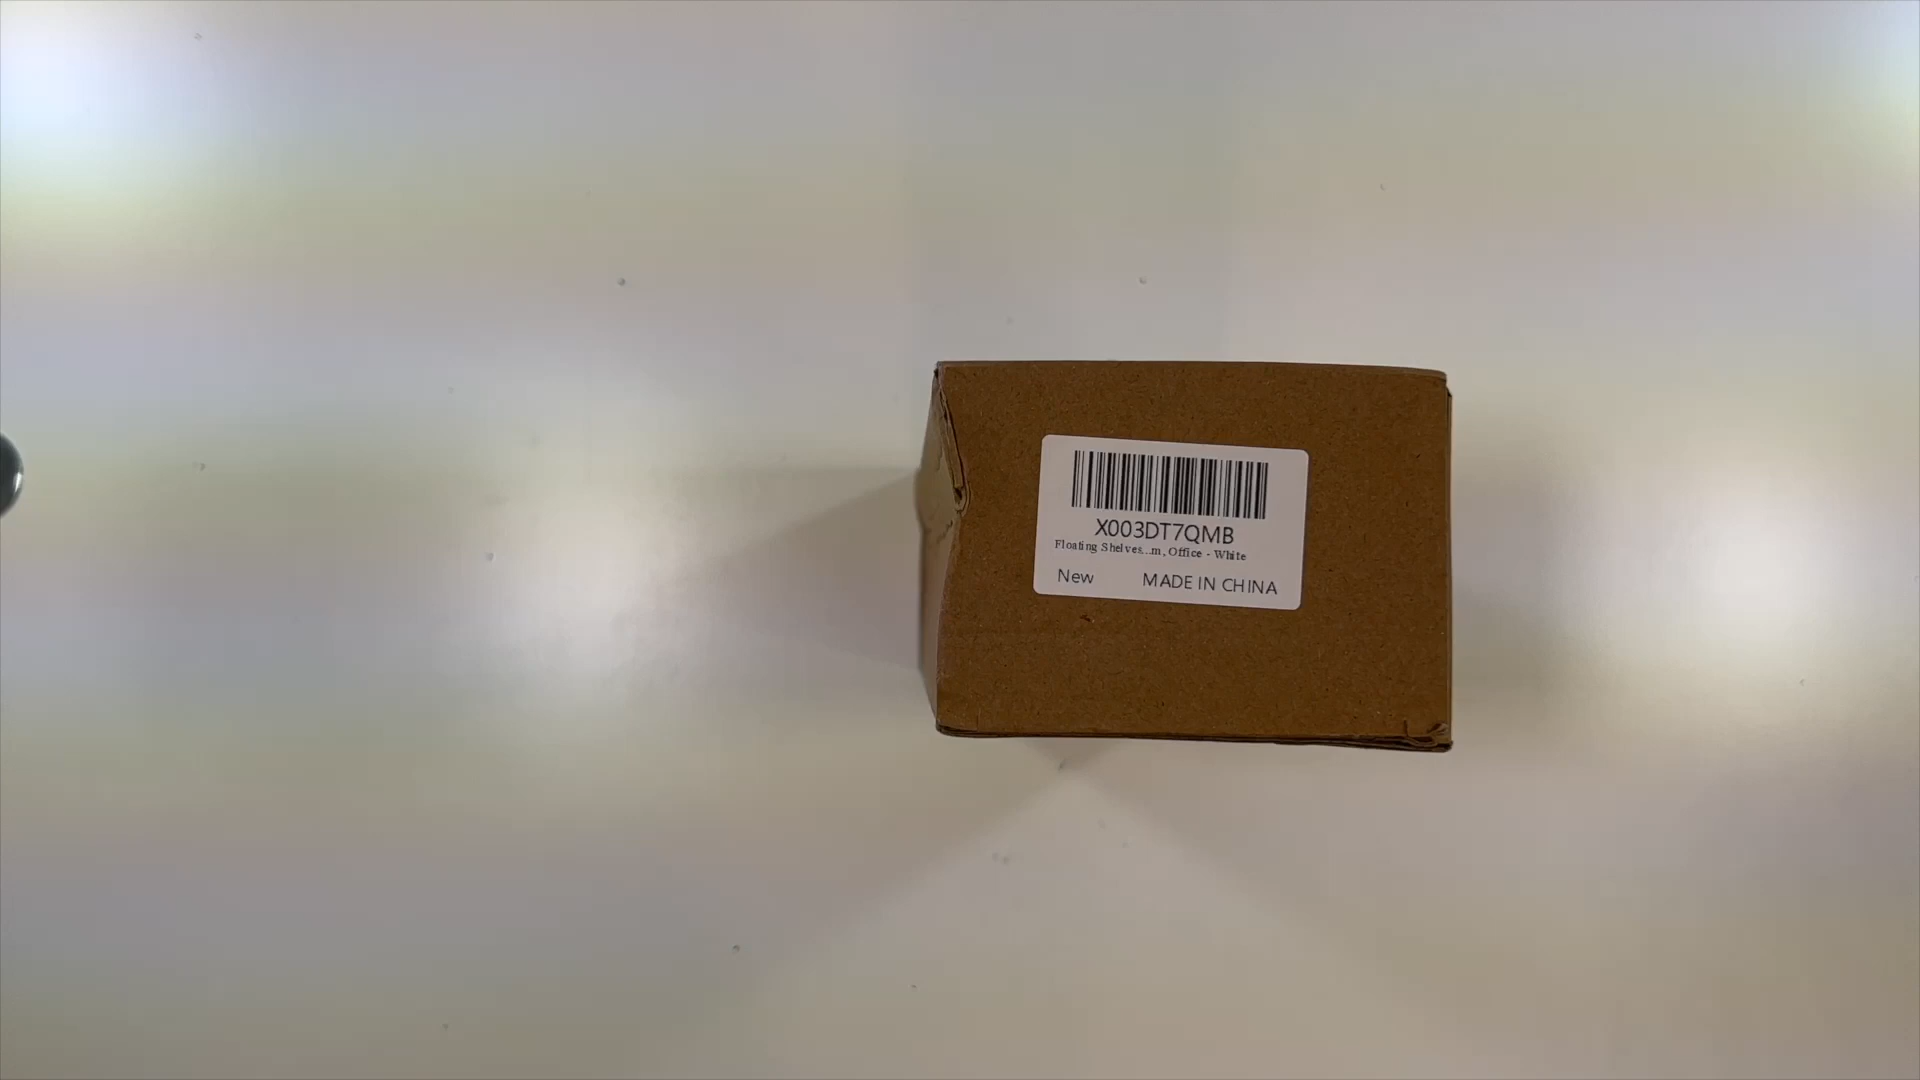 X003DT7QMB
Floating Shelves...m, Office - White
New MADE IN CHINA